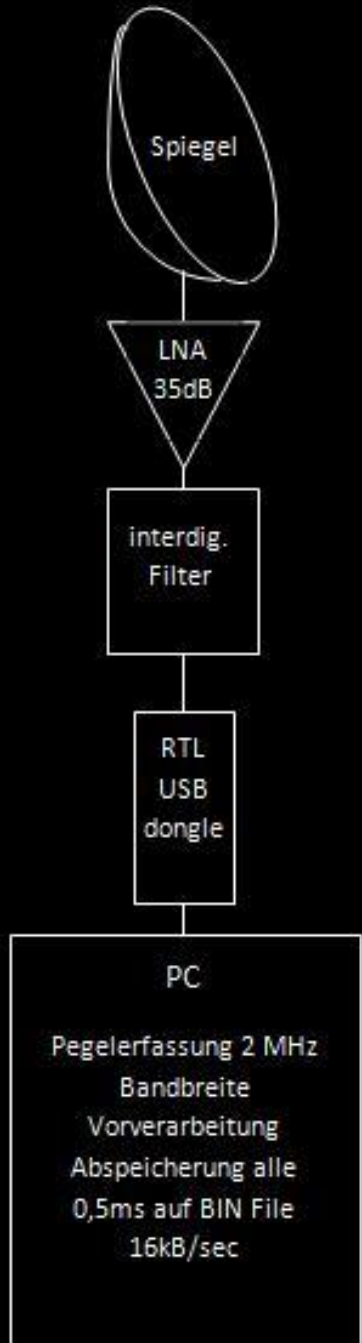 Spiegel
LNA
35dB
interdig.
Filter
RTL
USB
dongle
PC
Pegelerfassung 2 MHz
Bandbreite
Vorverarbeitung
Abspeicherung alle
0,5ms auf BIN File
16kB/sec